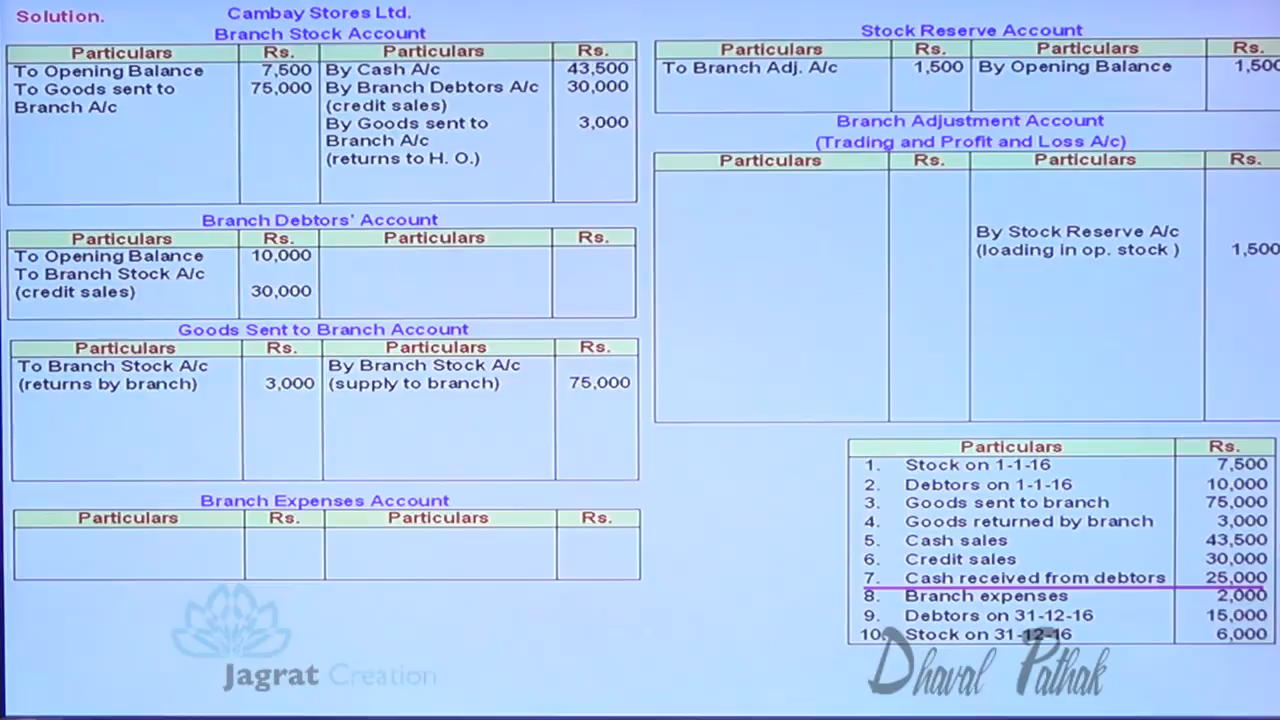 Solution.
Cambay Stores Ltd.
Branch Stock Account
Particulars Rs. Particulars Rs.
To Opening Balance 7,500 By Cash A/c 43,500
To Goods sent to 75,000 By Branch Debtors A/c 30,000
Branch A/c (credit sales)
By Goods sent to 3,000
Branch A/c
(returns to H. O.)
Branch Debtors' Account
Particulars Rs. Particulars Rs.
To Opening Balance 10,000
To Branch Stock A/c
(credit sales) 30,000
Goods Sent to Branch Account
Particulars Rs. Particulars Rs.
To Branch Stock A/c By Branch Stock A/c
(returns by branch) 3,000 (supply to branch) 75,000
Branch Expenses Account
Particulars Rs. Particulars Rs.
Stock Reserve Account
Particulars Rs. Particulars Rs.
To Branch Adj. A/c 1,500 By Opening Balance 1,500
Branch Adjustment Account
(Trading and Profit and Loss A/c)
Particulars Rs. Particulars Rs.
By Stock Reserve A/c
(loading in op. stock ) 1,500
Particulars Rs.
1. Stock on 1-1-16 7,500
2. Debtors on 1-1-16 10,000
3. Goods sent to branch 75,000
4. Goods returned by branch 3,000
5. Cash sales 43,500
6. Credit sales 30,000
7. Cash received from debtors 25,000
8. Branch expenses 2,000
9. Debtors on 31-12-16 15,000
10. Stock on 31-12-16 6,000
Jagrat Creation
Dhaval Pathak